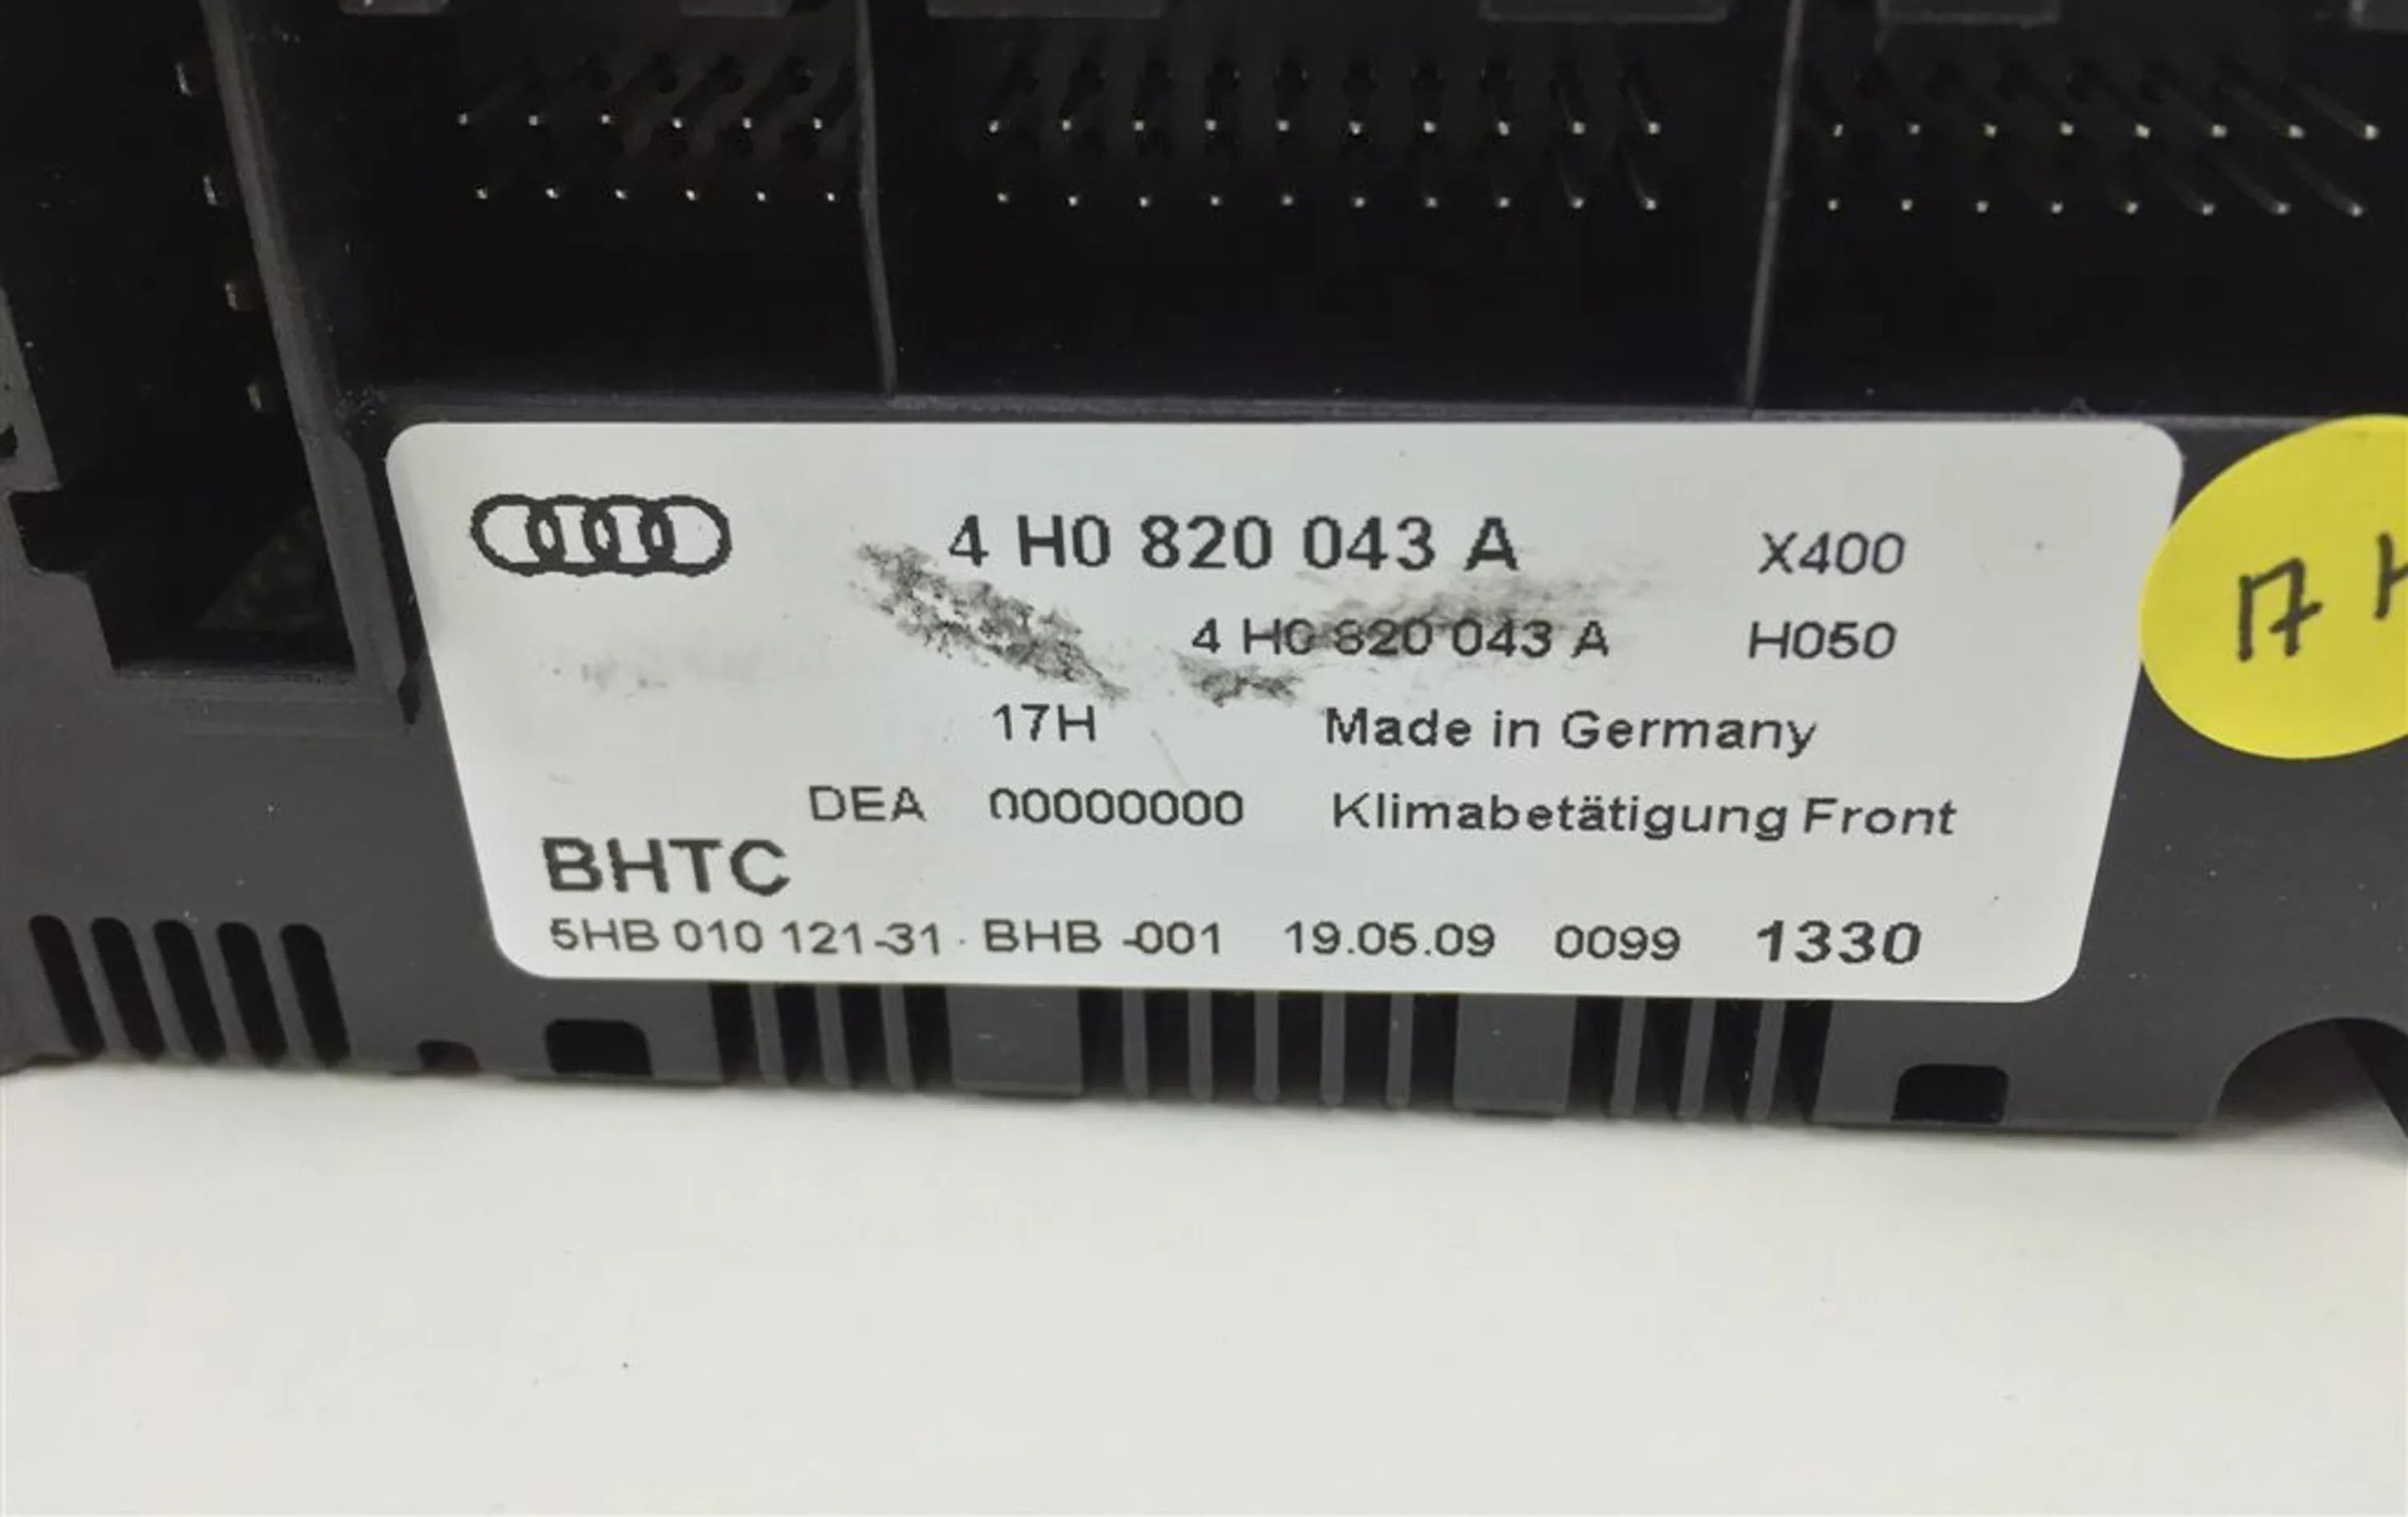 4 H0 820 043 A X400
4 H0 820 043 A H050
17H Made in Germany
DEA 00000000 Klimabetätigung Front
BHTC
5HB 010 121-31 · BHB -001 19.05.09 0099 1330
17 H